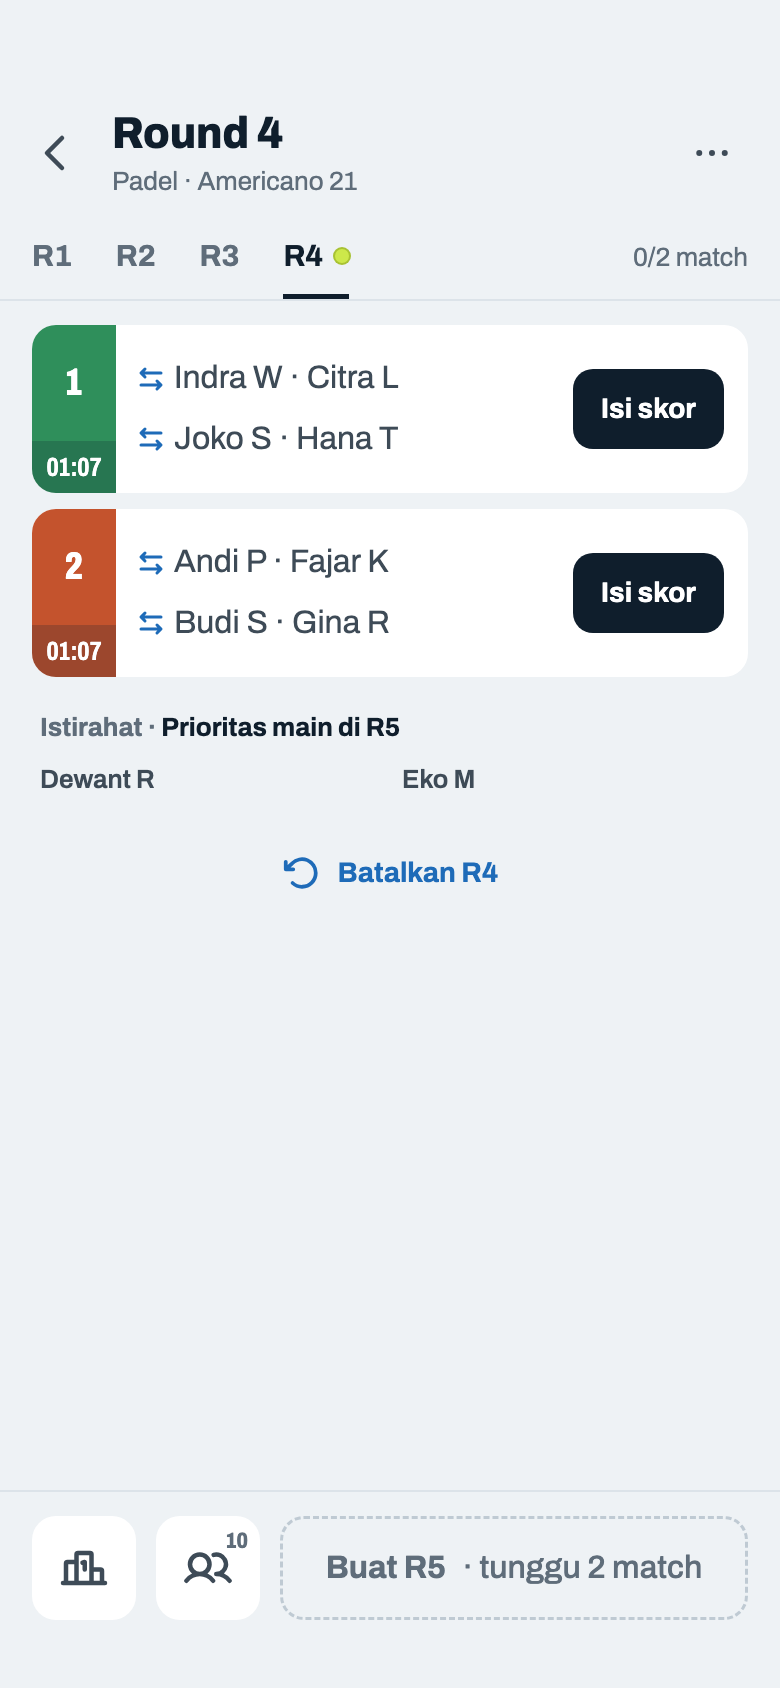 Round 4
Padel · Americano 21
R1 R2 R3 R4 0/2 match
1
01:07
Indra W · Citra L
Joko S · Hana T
Isi skor
2
01:07
Andi P · Fajar K
Budi S · Gina R
Isi skor
Istirahat · Prioritas main di R5
Dewant R Eko M
Batalkan R4
1
10
Buat R5 · tunggu 2 match